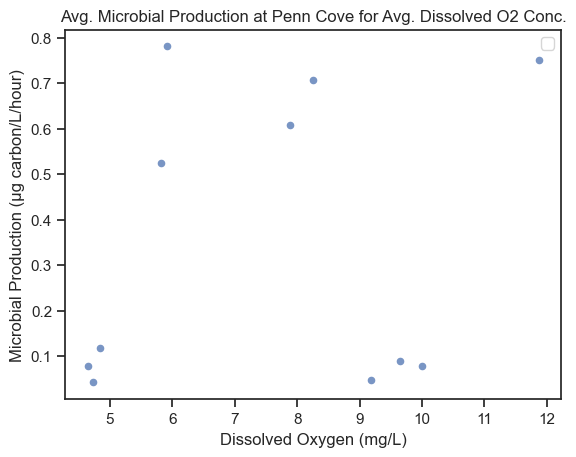 Avg. Microbial Production at Penn Cove for Avg. Dissolved O2 Conc.
Microbial Production (μg carbon/L/hour)
0.8
0.7
0.6
0.5
0.4
0.3
0.2
0.1
5 6 7 8 9 10 11 12
Dissolved Oxygen (mg/L)